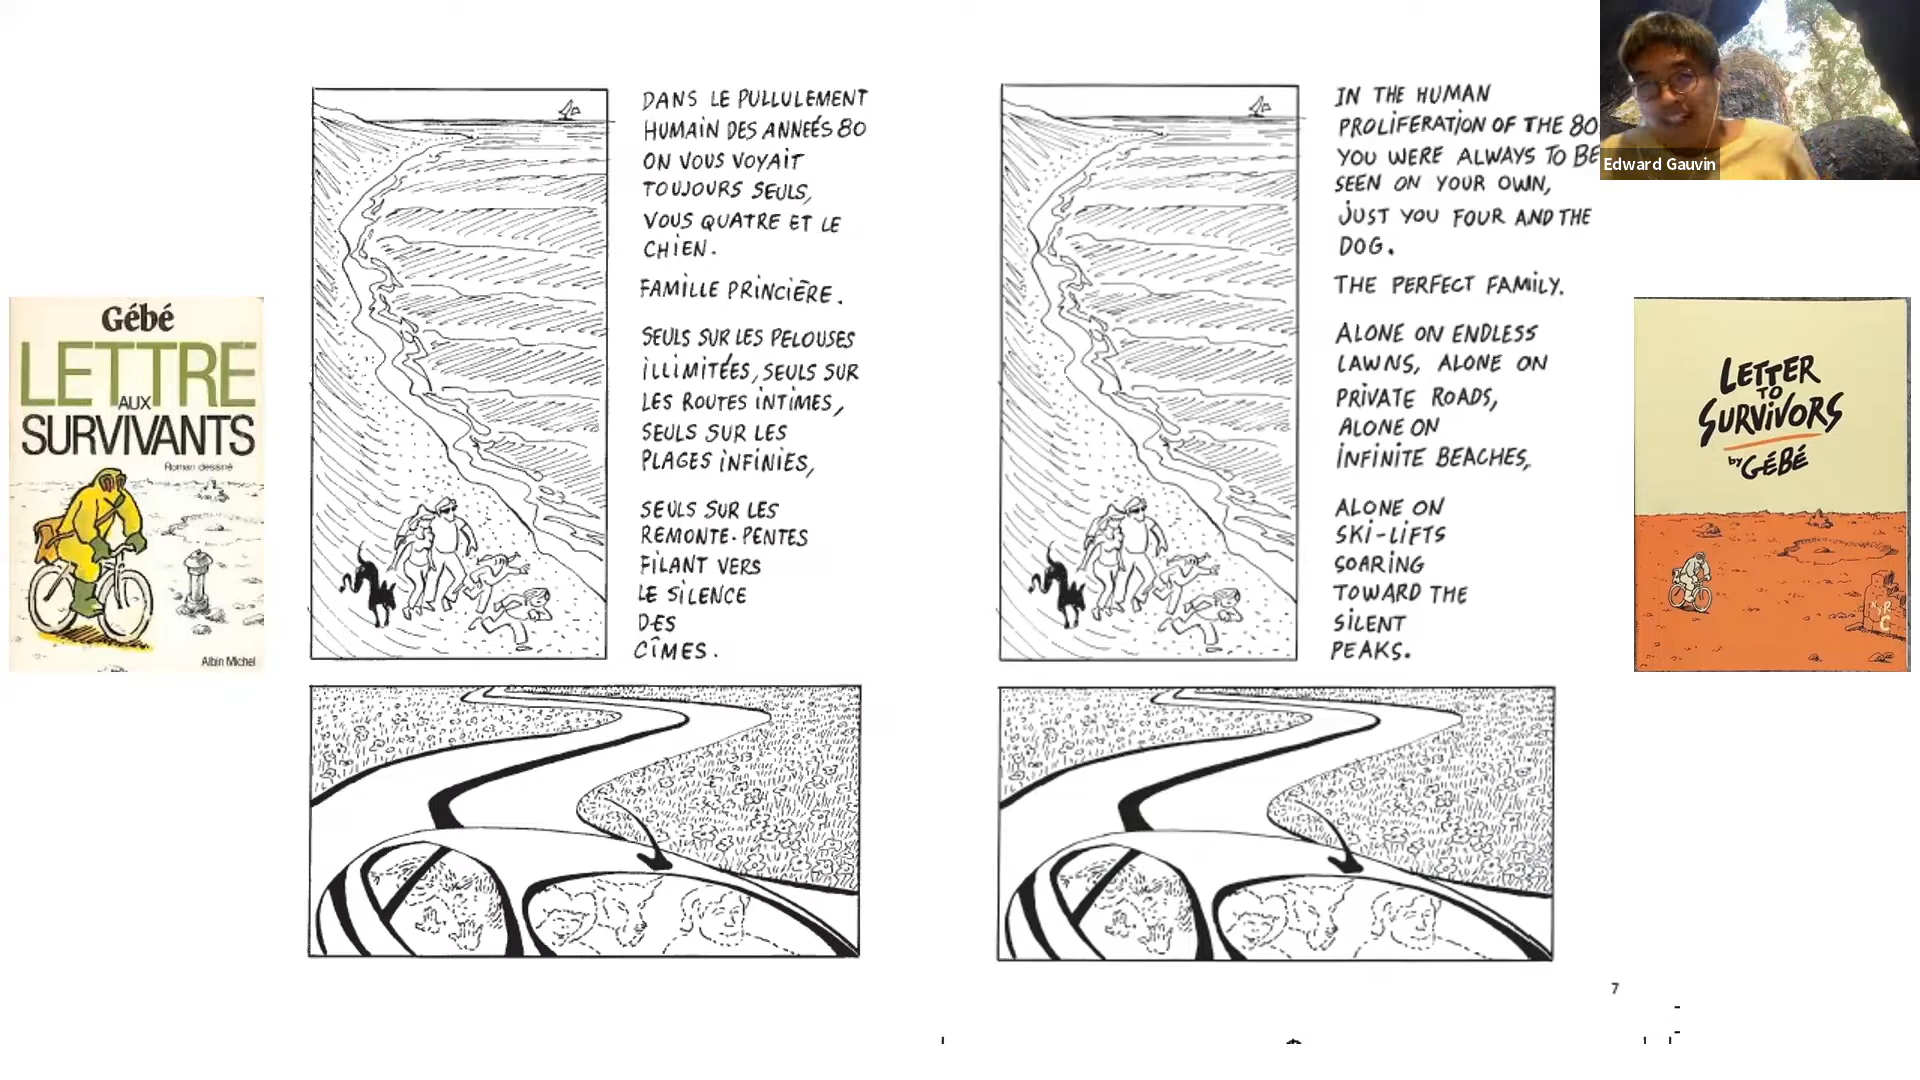 Gébé
LETTRE
AUX
SURVIVANTS
Roman dessiné
Albin Michel
DANS LE PULLULEMENT
HUMAIN DES ANNEÉS 80
ON VOUS VOYAIT
TOUJOURS SEULS,
VOUS QUATRE ET LE
CHIEN.
FAMILLE PRINCIÈRE.
SEULS SUR LES PELOUSES
ILLIMITÉES, SEULS SUR
LES ROUTES INTIMES,
SEULS SUR LES
PLAGES INFINIES,
SEULS SUR LES
REMONTE-PENTES
FILANT VERS
LE SILENCE
DES
CÎMES.
IN THE HUMAN
PROLIFERATION OF THE 80
YOU WERE ALWAYS TO BE
SEEN ON YOUR OWN,
JUST YOU FOUR AND THE
DOG.
THE PERFECT FAMILY.
ALONE ON ENDLESS
LAWNS, ALONE ON
PRIVATE ROADS,
ALONE ON
INFINITE BEACHES,
ALONE ON
SKI-LIFTS
SOARING
TOWARD THE
SILENT
PEAKS.
7
Edward Gauvin
LETTER
TO
SURVIVORS
by GÉBÉ